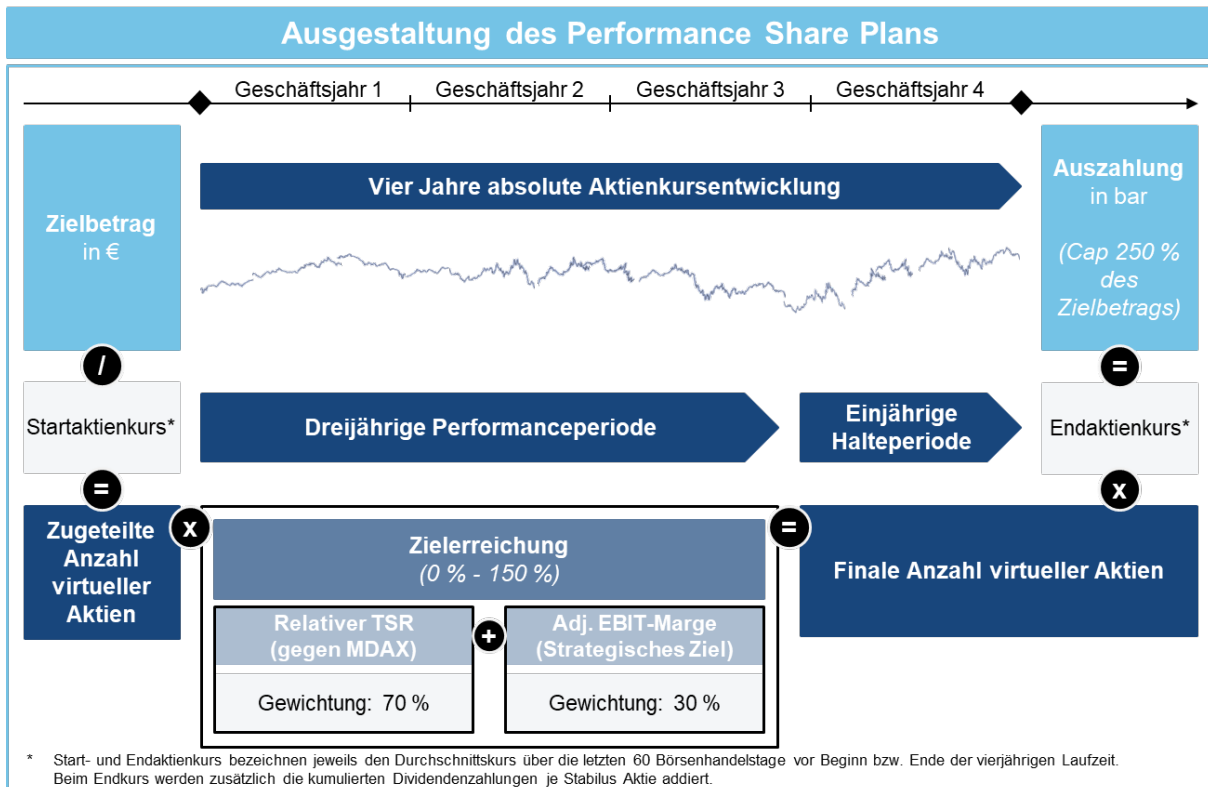 Ausgestaltung des Performance Share Plans
Geschäftsjahr 1
Geschäftsjahr 2
Geschäftsjahr 3
Geschäftsjahr 4
Zielbetrag
in €
Vier Jahre absolute Aktienkursentwicklung
Auszahlung
in bar
(Cap 250 %
des
Zielbetrags)
/
=
Startaktienkurs*
Dreijährige Performanceperiode
Einjährige
Halteperiode
Endaktienkurs*
=
x
Zugeteilte
Anzahl
virtueller
Aktien
x
Zielerreichung
(0 % - 150 %)
=
Finale Anzahl virtueller Aktien
Relativer TSR
(gegen MDAX)
+
Adj. EBIT-Marge
(Strategisches Ziel)
Gewichtung: 70 %
Gewichtung: 30 %
* Start- und Endaktienkurs bezeichnen jeweils den Durchschnittskurs über die letzten 60 Börsenhandelstage vor Beginn bzw. Ende der vierjährigen Laufzeit.
Beim Endkurs werden zusätzlich die kumulierten Dividendenzahlungen je Stabilus Aktie addiert.